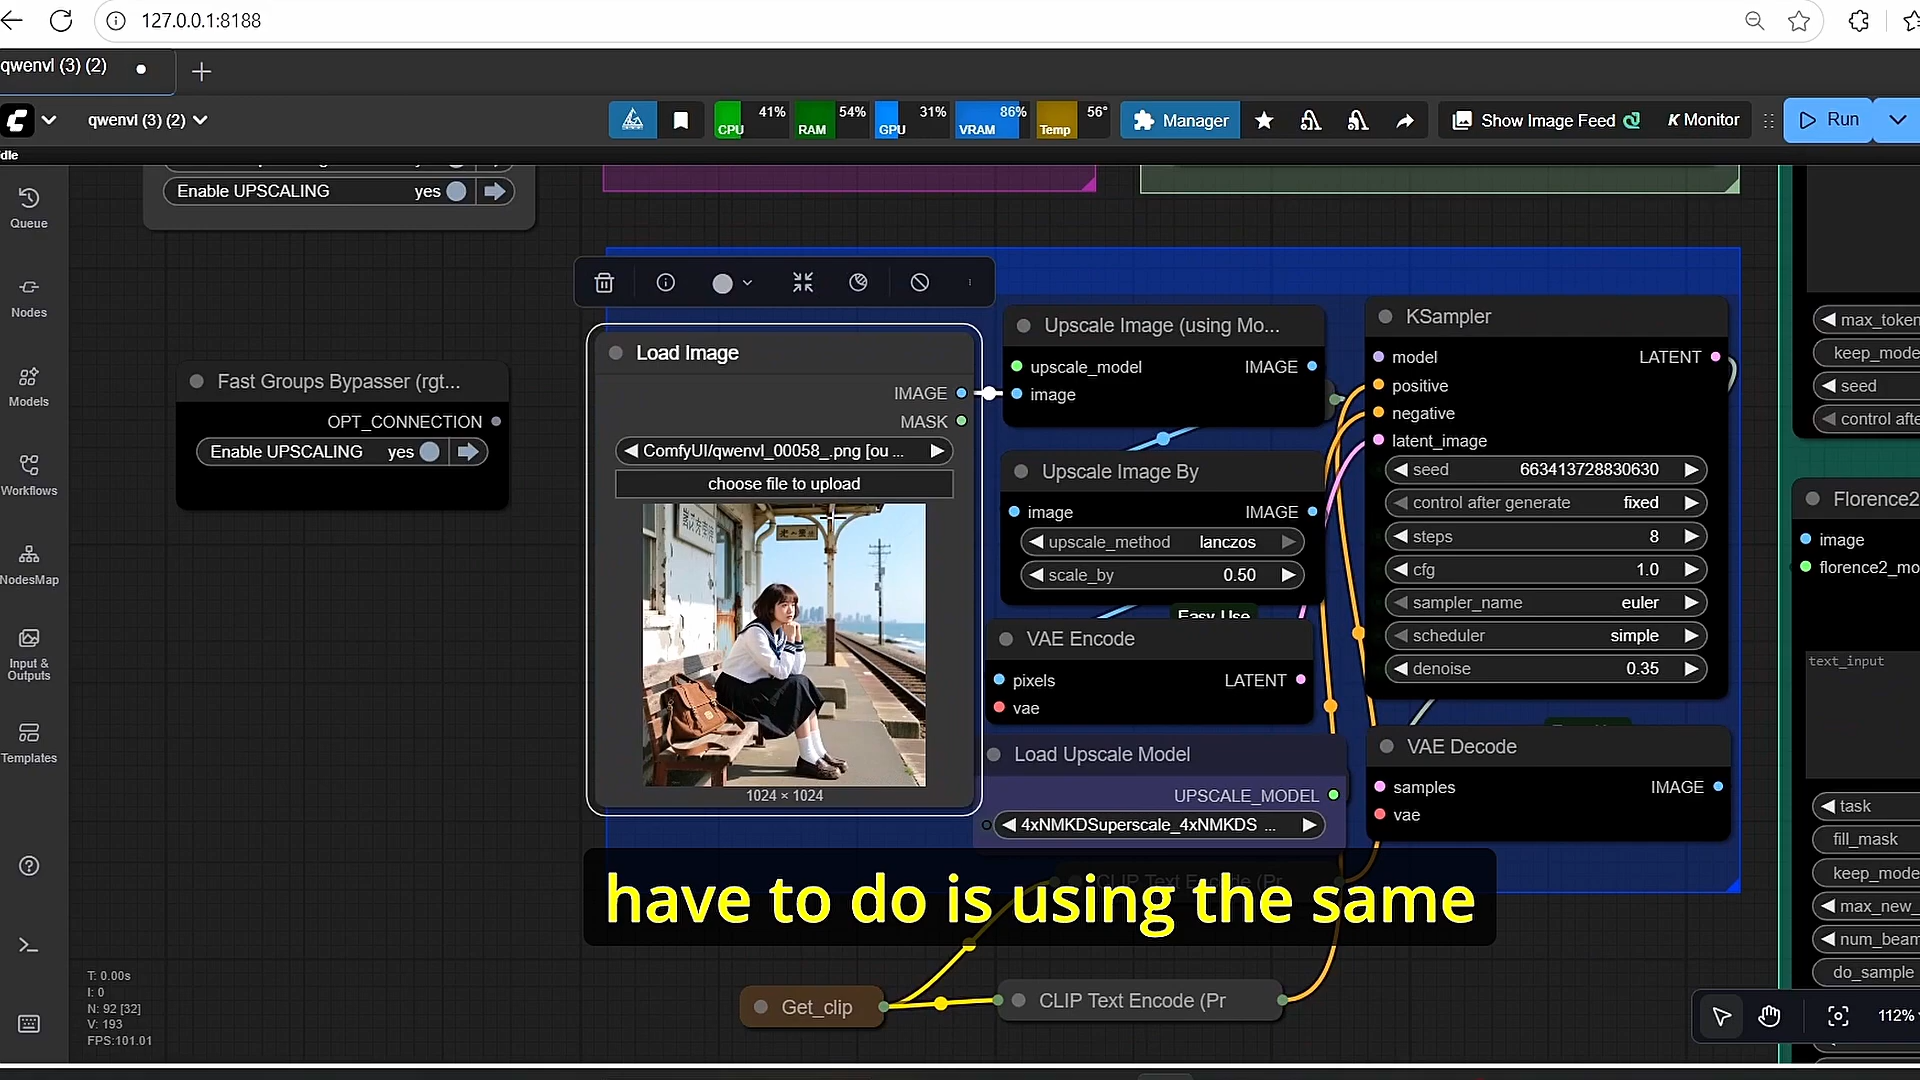 127.0.0.1:8188
qwenvl (3) (2)
qwenvl (3) (2)
CPU 41%
RAM 54%
GPU 31%
VRAM 86%
Temp 56°
Manager
Show Image Feed
Monitor
Run
dle
Queue
Nodes
Models
Workflows
NodesMap
Input &
Outputs
Templates
Enable UPSCALING yes
Fast Groups Bypasser (rgt...
OPT_CONNECTION
Enable UPSCALING yes
Load Image
IMAGE
MASK
ComfyUI/qwenvl_00058_.png [ou ...
choose file to upload
1024 × 1024
Upscale Image (using Mo...
upscale_model IMAGE
image
Upscale Image By
image IMAGE
upscale_method lanczos
scale_by 0.50
Easy Use
VAE Encode
pixels LATENT
vae
Load Upscale Model
UPSCALE_MODEL
4xNMKDSuperscale_4xNMKDS ...
KSampler
model LATENT
positive
negative
latent_image
seed 663413728830630
control after generate fixed
steps 8
cfg 1.0
sampler_name euler
scheduler simple
denoise 0.35
VAE Decode
samples IMAGE
vae
CLIP Text Encode (Pr
have to do is using the same
Get_clip
CLIP Text Encode (Pr
max_token
keep_mode
seed
control afte
Florence2
image
florence2_mo
text_input
task
fill_mask
keep_mode
max_new_
num_beam
do_sample
T: 0.00s
I: 0
N: 92 [32]
V: 193
FPS:101.01
112%